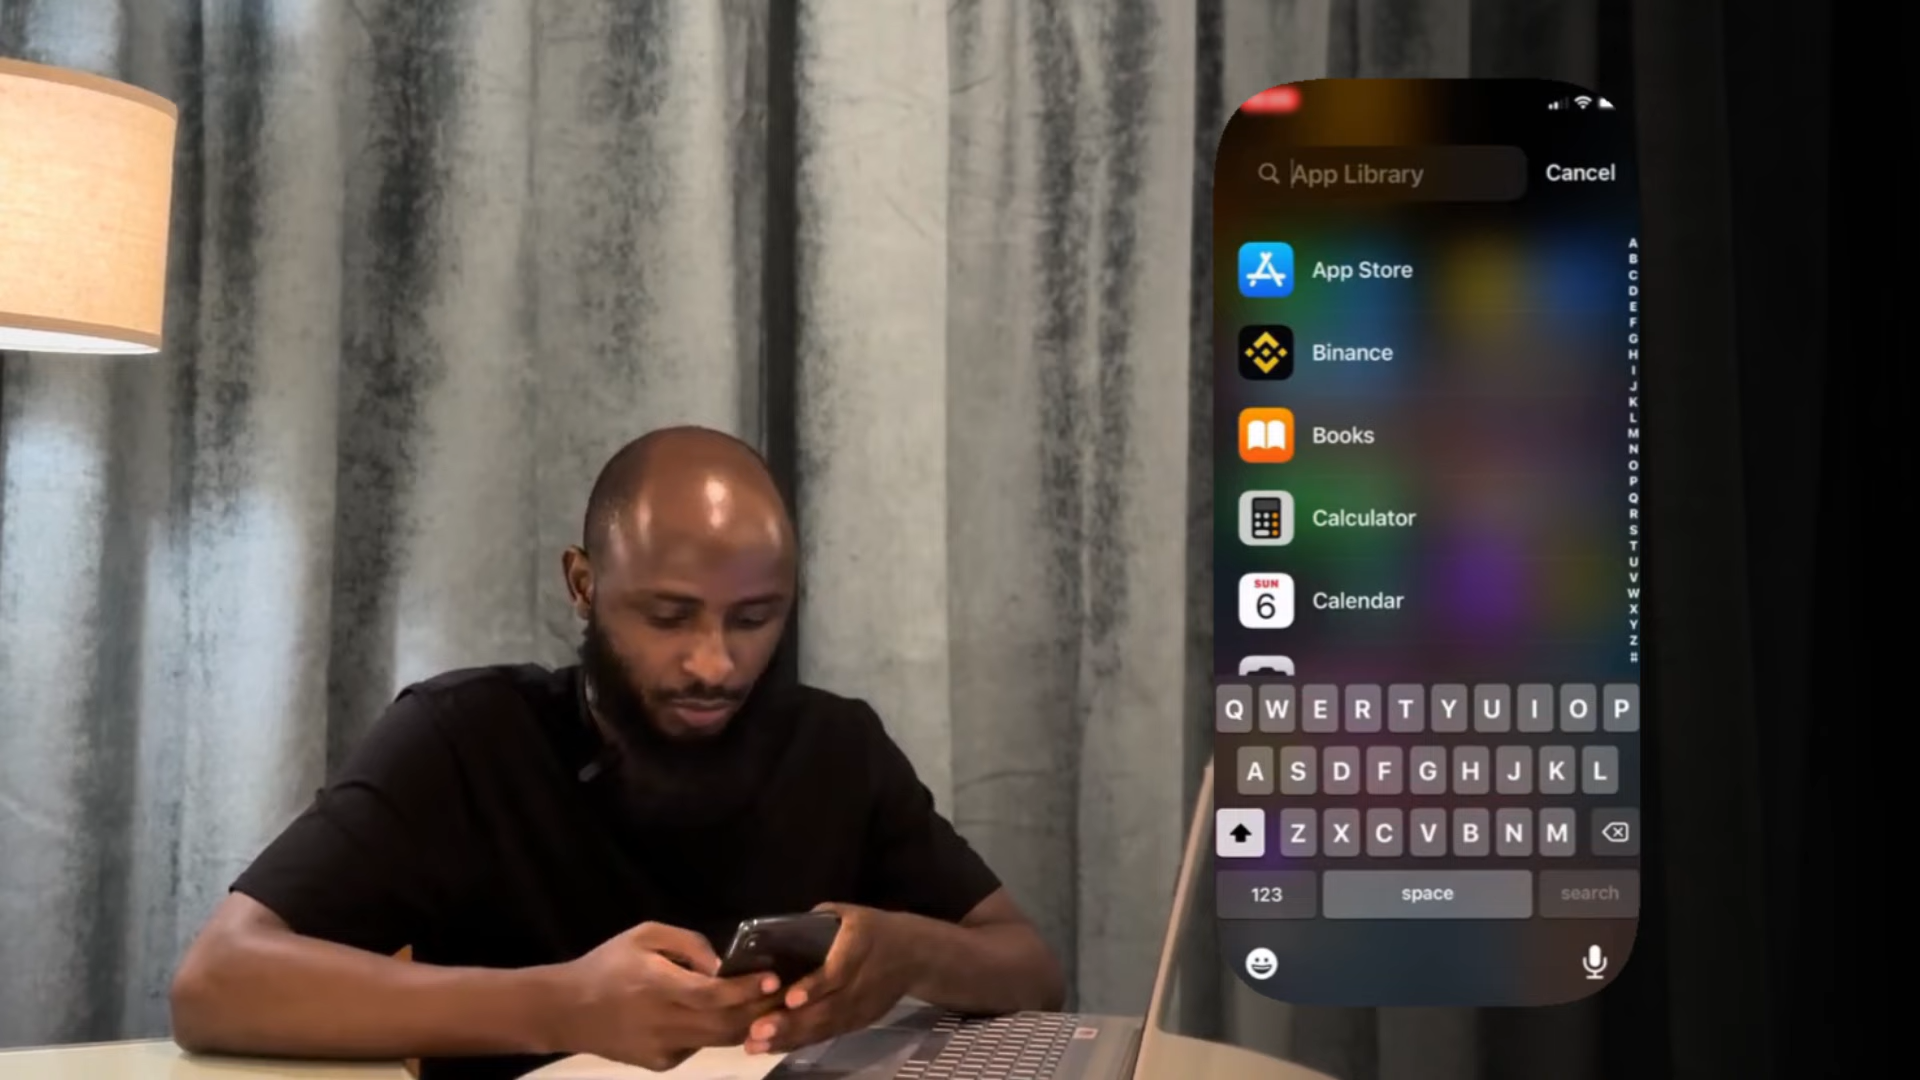 App Library
Cancel
App Store
Binance
Books
Calculator
SUN
6
Calendar
A
B
C
D
E
F
G
H
I
J
K
L
M
N
O
P
Q
R
S
T
U
V
W
X
Y
Z
#
Q W E R T Y U I O P
A S D F G H J K L
Z X C V B N M
123 space search